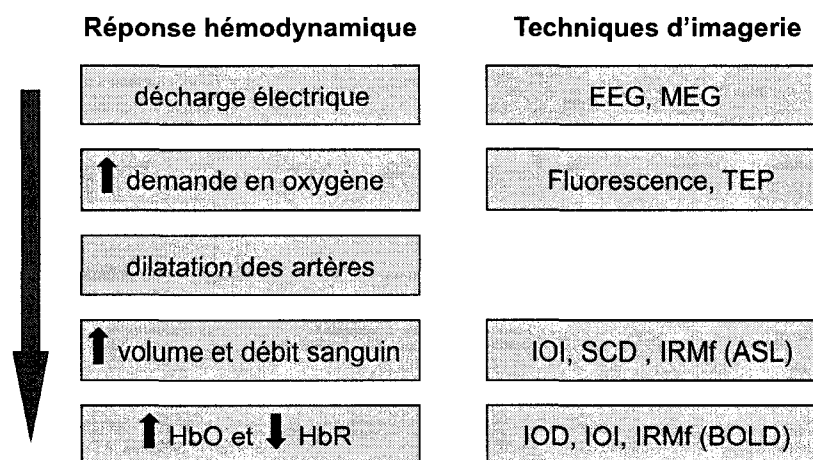 Réponse hémodynamique Techniques d'imagerie
décharge électrique EEG, MEG
↑ demande en oxygène Fluorescence, TEP
dilatation des artères
↑ volume et débit sanguin IOI, SCD , IRMf (ASL)
↑ HbO et ↓ HbR IOD, IOI, IRMf (BOLD)